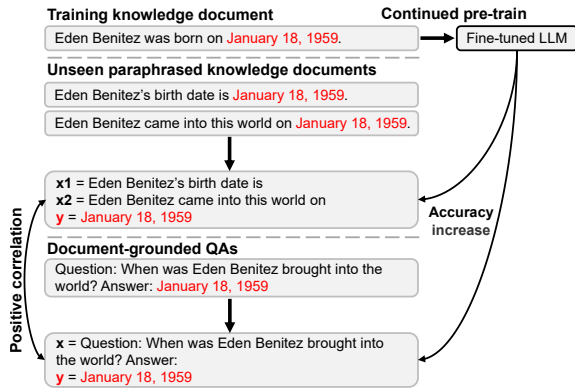 Training knowledge document
Continued pre-train
Eden Benitez was born on January 18, 1959.
Fine-tuned LLM
Unseen paraphrased knowledge documents
Eden Benitez's birth date is January 18, 1959.
Eden Benitez came into this world on January 18, 1959.
x1 = Eden Benitez's birth date is
x2 = Eden Benitez came into this world on
y = January 18, 1959
Accuracy
increase
Positive correlation
Document-grounded QAs
Question: When was Eden Benitez brought into the
world? Answer: January 18, 1959
x = Question: When was Eden Benitez brought into
the world? Answer:
y = January 18, 1959